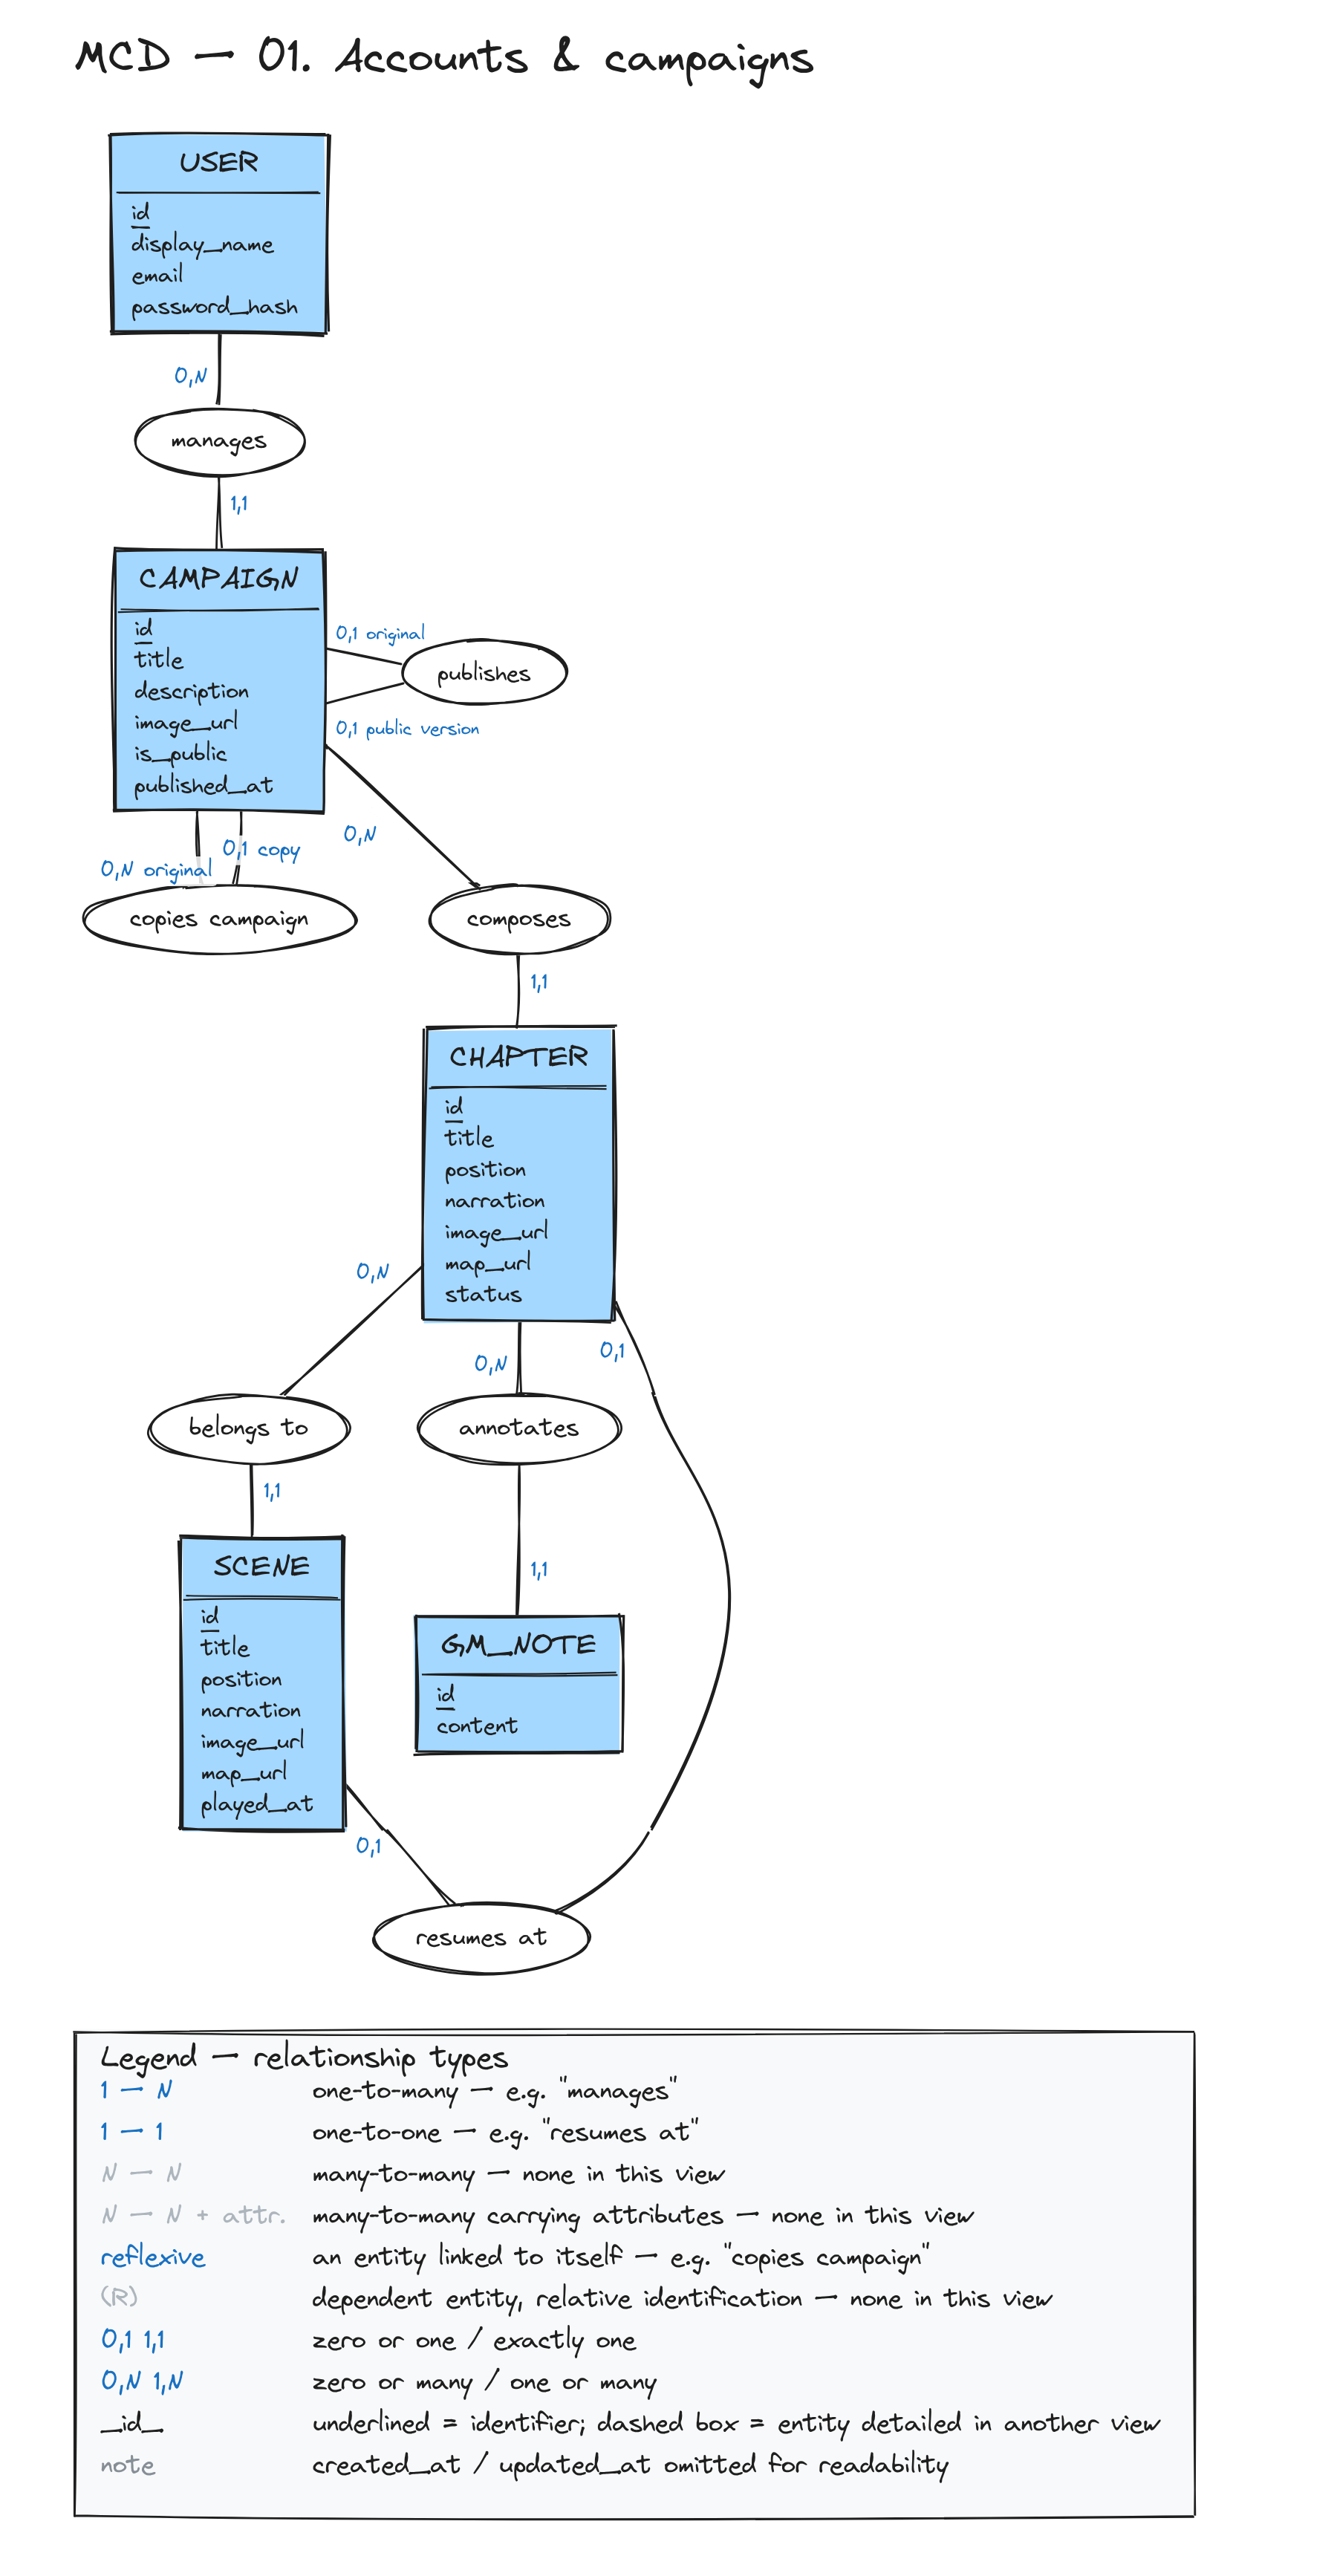 MCD — 01. Accounts & campaigns
USER
id
display_name
email
password_hash
0,N
manages
1,1
CAMPAIGN
id
title
description
image_url
is_public
published_at
0,1 original
publishes
0,1 public version
0,N original
0,1 copy
0,N
copies campaign
composes
1,1
CHAPTER
id
title
position
narration
image_url
map_url
status
0,N
0,N
0,1
belongs to
annotates
1,1
1,1
SCENE
id
title
position
narration
image_url
map_url
played_at
GM_NOTE
id
content
0,1
resumes at
Legend — relationship types
1 — N one-to-many — e.g. "manages"
1 — 1 one-to-one — e.g. "resumes at"
N — N many-to-many — none in this view
N — N + attr. many-to-many carrying attributes — none in this view
reflexive an entity linked to itself — e.g. "copies campaign"
(R) dependent entity, relative identification — none in this view
0,1 1,1 zero or one / exactly one
0,N 1,N zero or many / one or many
_id_ underlined = identifier; dashed box = entity detailed in another view
note created_at / updated_at omitted for readability